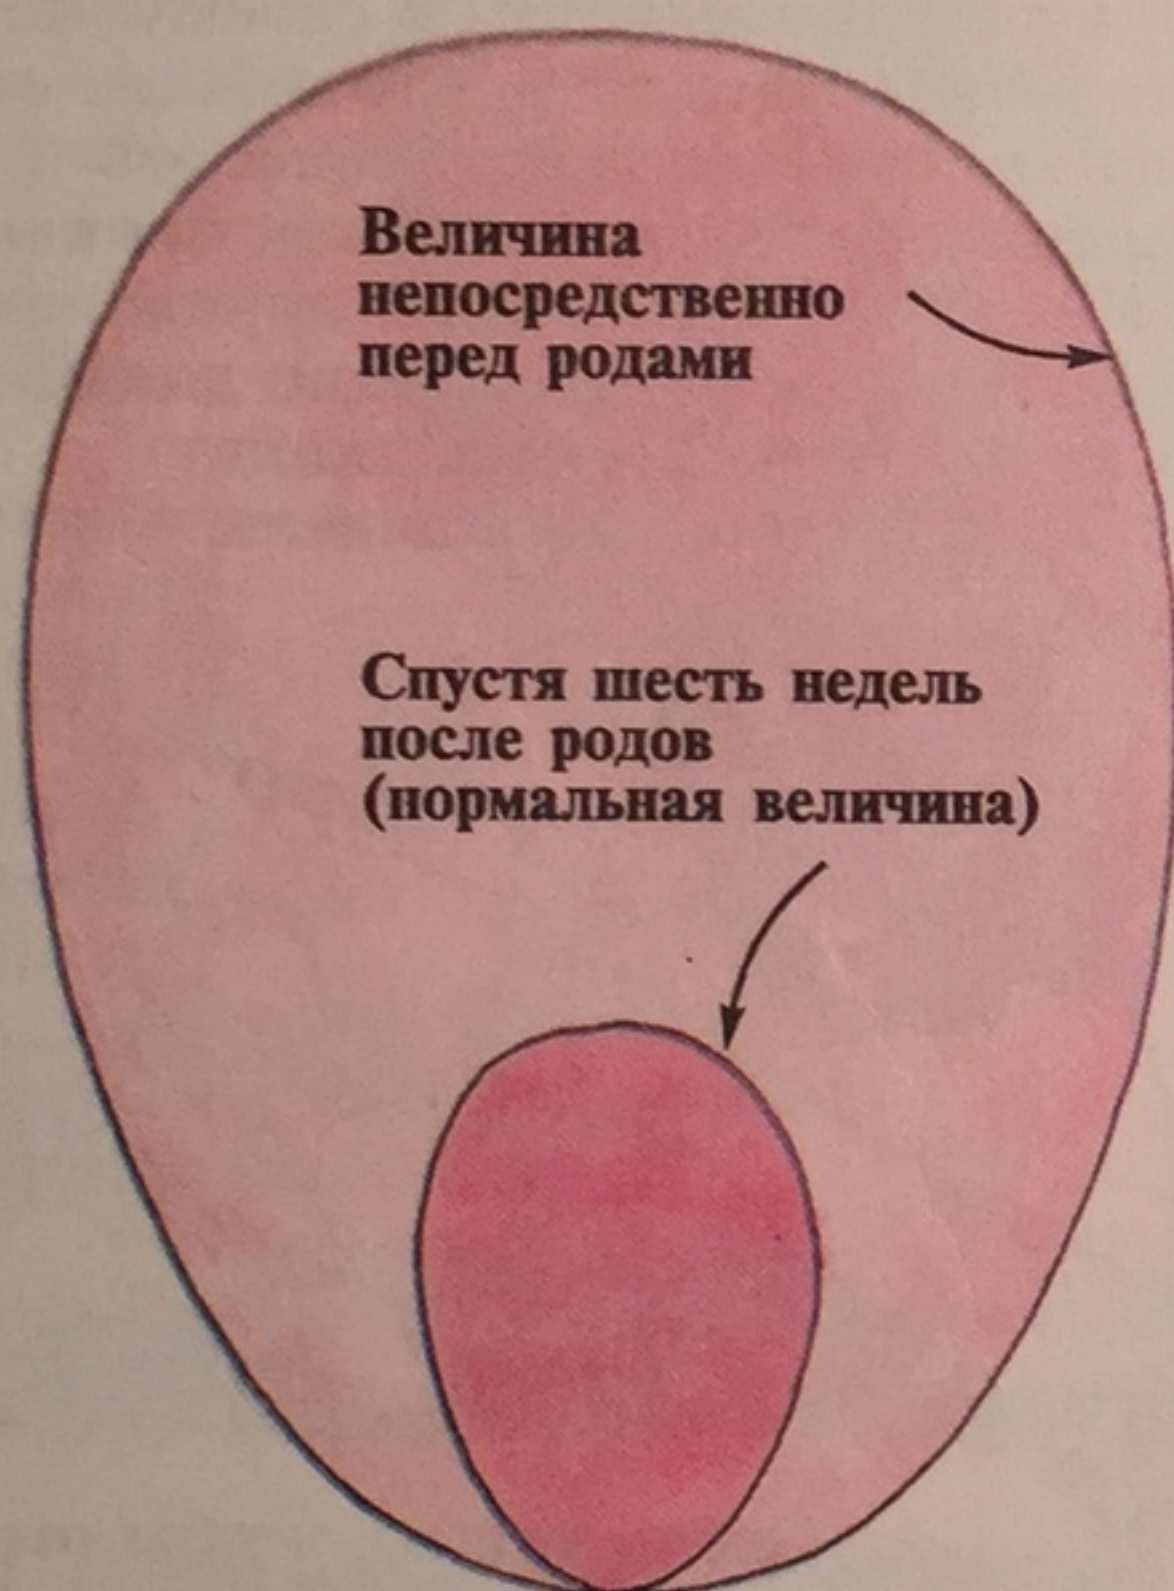 Величина
непосредственно
перед родами
Спустя шесть недель
после родов
(нормальная величина)